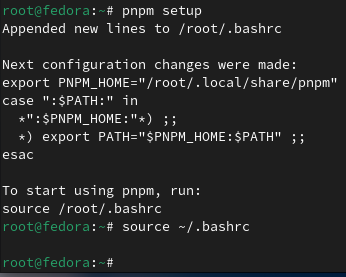 root@fedora:~# pnpm setup
Appended new lines to /root/.bashrc

Next configuration changes were made:
export PNPM_HOME="/root/.local/share/pnpm"
case ":$PATH:" in
  *":$PNPM_HOME:"*) ;;
  *) export PATH="$PNPM_HOME:$PATH" ;;
esac

To start using pnpm, run:
source /root/.bashrc
root@fedora:~# source ~/.bashrc

root@fedora:~#